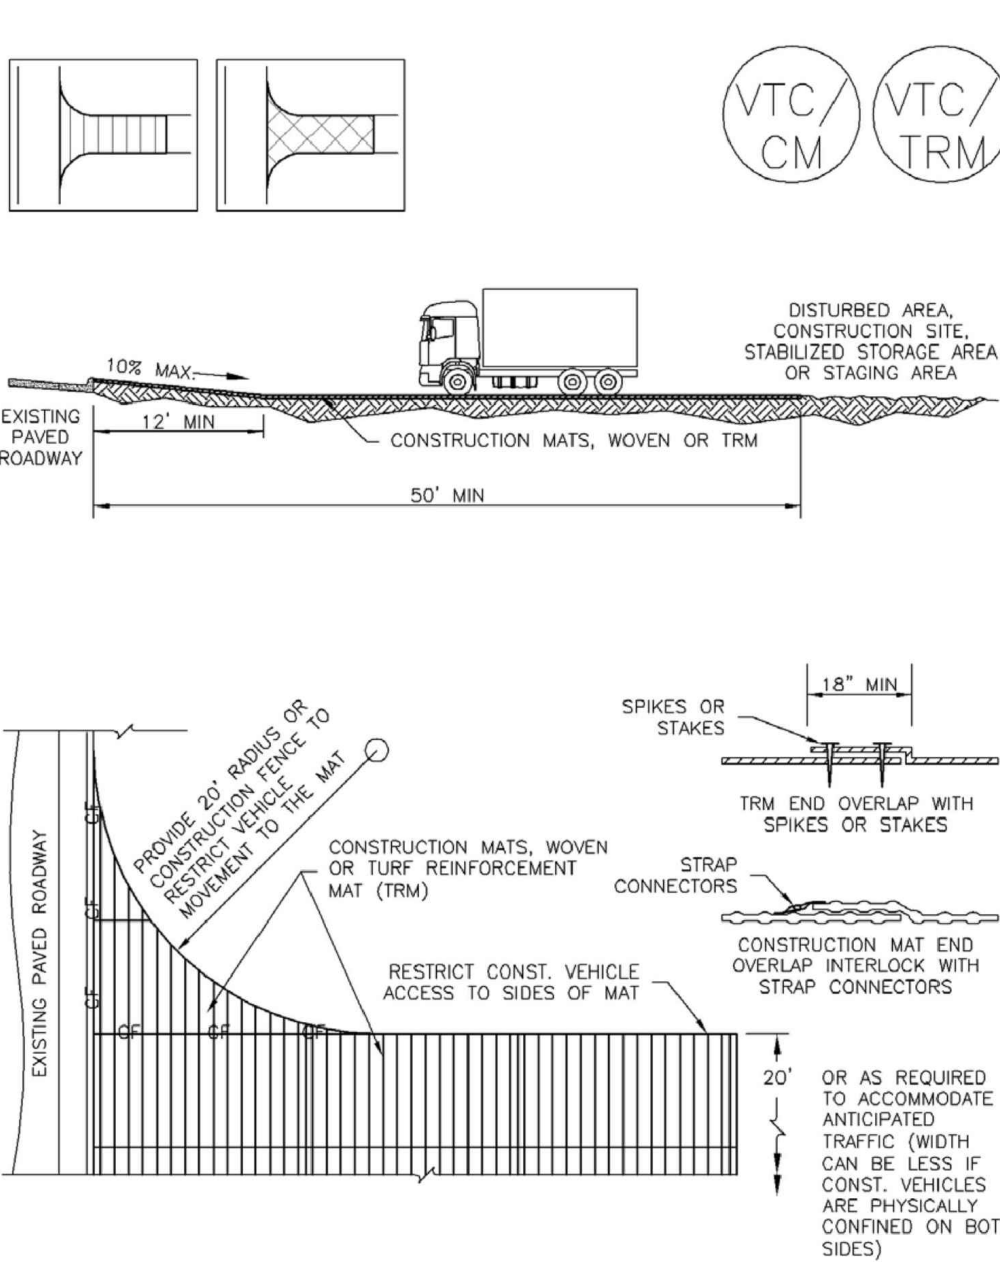 VTC/
CM
VTC/
TRM
DISTURBED AREA,
CONSTRUCTION SITE,
STABILIZED STORAGE AREA
OR STAGING AREA
10% MAX.
EXISTING
PAVED
ROADWAY
12' MIN
CONSTRUCTION MATS, WOVEN OR TRM
50' MIN
PROVIDE 20' RADIUS OR
CONSTRUCTION FENCE TO
RESTRICT VEHICLE
MOVEMENT TO THE MAT
18" MIN
SPIKES OR
STAKES
TRM END OVERLAP WITH
SPIKES OR STAKES
CONSTRUCTION MATS, WOVEN
OR TURF REINFORCEMENT
MAT (TRM)
STRAP
CONNECTORS
CONSTRUCTION MAT END
OVERLAP INTERLOCK WITH
STRAP CONNECTORS
RESTRICT CONST. VEHICLE
ACCESS TO SIDES OF MAT
EXISTING PAVED ROADWAY
CF
CF
CF
CF
CF
CF
20'
OR AS REQUIRED
TO ACCOMMODATE
ANTICIPATED
TRAFFIC (WIDTH
CAN BE LESS IF
CONST. VEHICLES
ARE PHYSICALLY
CONFINED ON BOT
SIDES)